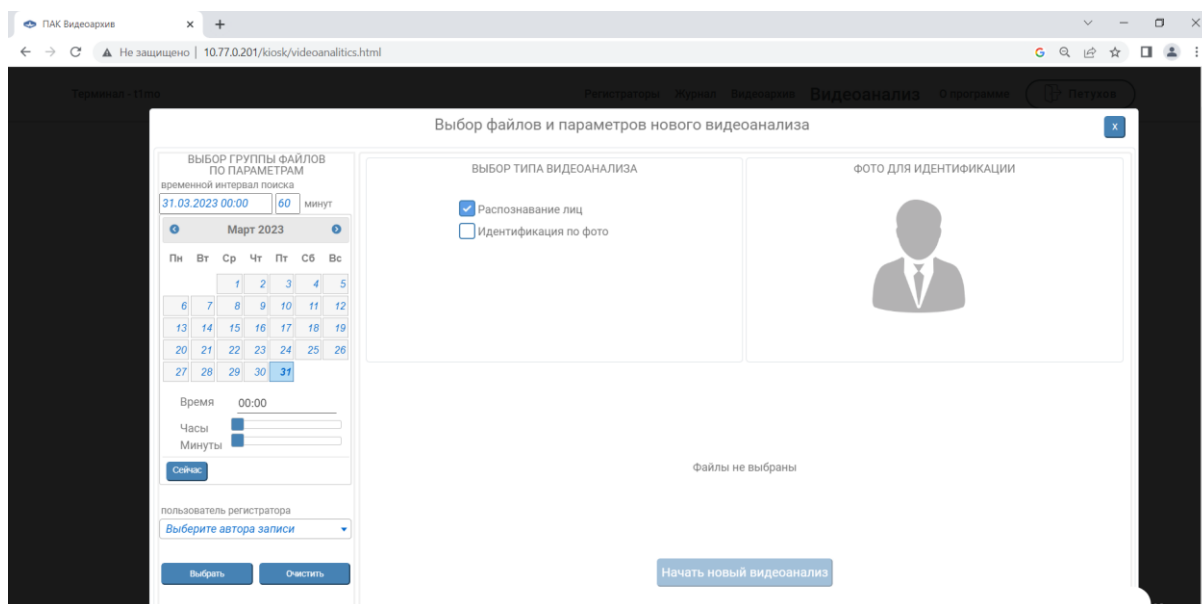 ПАК Видеоархив
Не защищено | 10.77.0.201/kiosk/videoanalitics.html
Терминал - t1mo
Регистраторы Журнал Видеоархив Видеоанализ О программе Петухов
Выбор файлов и параметров нового видеоанализа
x
ВЫБОР ГРУППЫ ФАЙЛОВ
ПО ПАРАМЕТРАМ
временной интервал поиска
31.03.2023 00:00 60 минут
Март 2023
Пн Вт Ср Чт Пт Сб Вс
1 2 3 4 5
6 7 8 9 10 11 12
13 14 15 16 17 18 19
20 21 22 23 24 25 26
27 28 29 30 31
Время 00:00
Часы
Минуты
Сейчас
пользователь регистратора
Выберите автора записи
Выбрать Очистить
ВЫБОР ТИПА ВИДЕОАНАЛИЗА
Распознавание лиц
Идентификация по фото
ФОТО ДЛЯ ИДЕНТИФИКАЦИИ
Файлы не выбраны
Начать новый видеоанализ